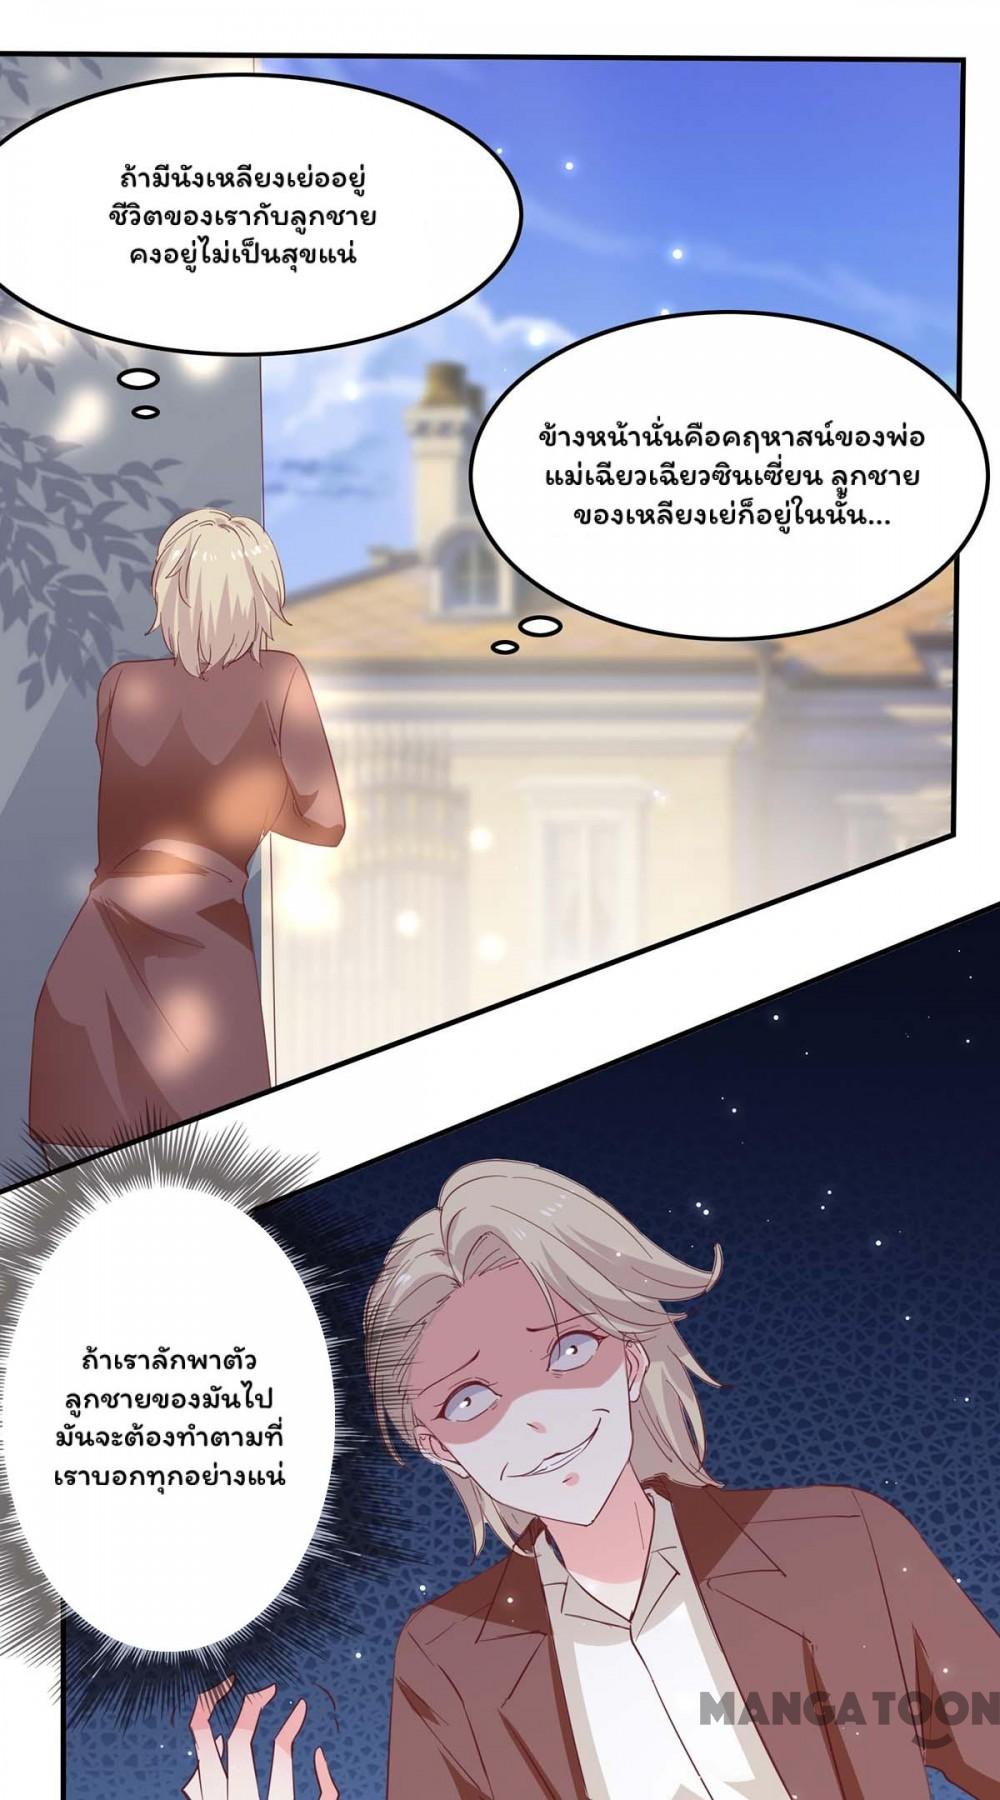 ถ้ามีนังเหลียงเย่ออยู่
ชีวิตของเรากับลูกชาย
คงอยู่ไม่เป็นสุขแน่
ข้างหน้านั่นคือคฤหาสน์ของพ่อ
แม่เฉียวเฉียวซินเซี่ยน ลูกชาย
ของเหลียงเย่ก็อยู่ในนั้น...
ถ้าเราลักพาตัว
ลูกชายของมันไป
มันจะต้องทำตามที่
เราบอกทุกอย่างแน่
MANGATOON